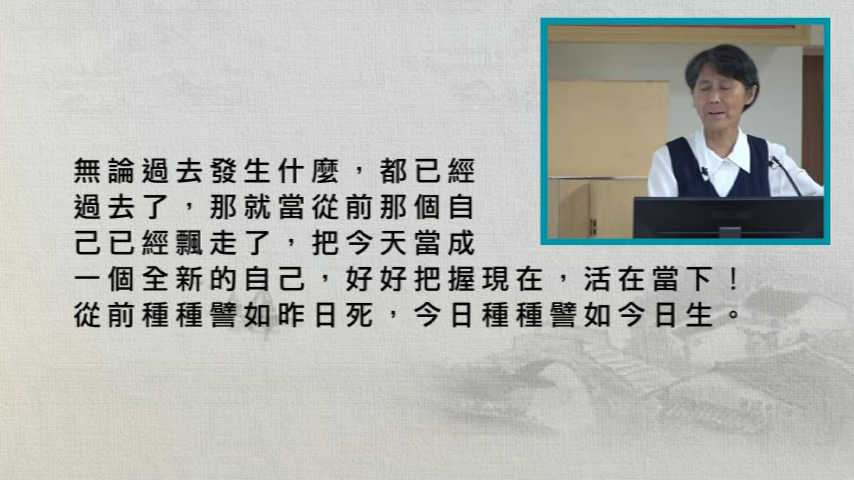 無論過去發生什麼，都已經
過去了，那就當從前那個自
己已經飄走了，把今天當成
一個全新的自己，好好把握現在，活在當下！
從前種種譬如昨日死，今日種種譬如今日生。